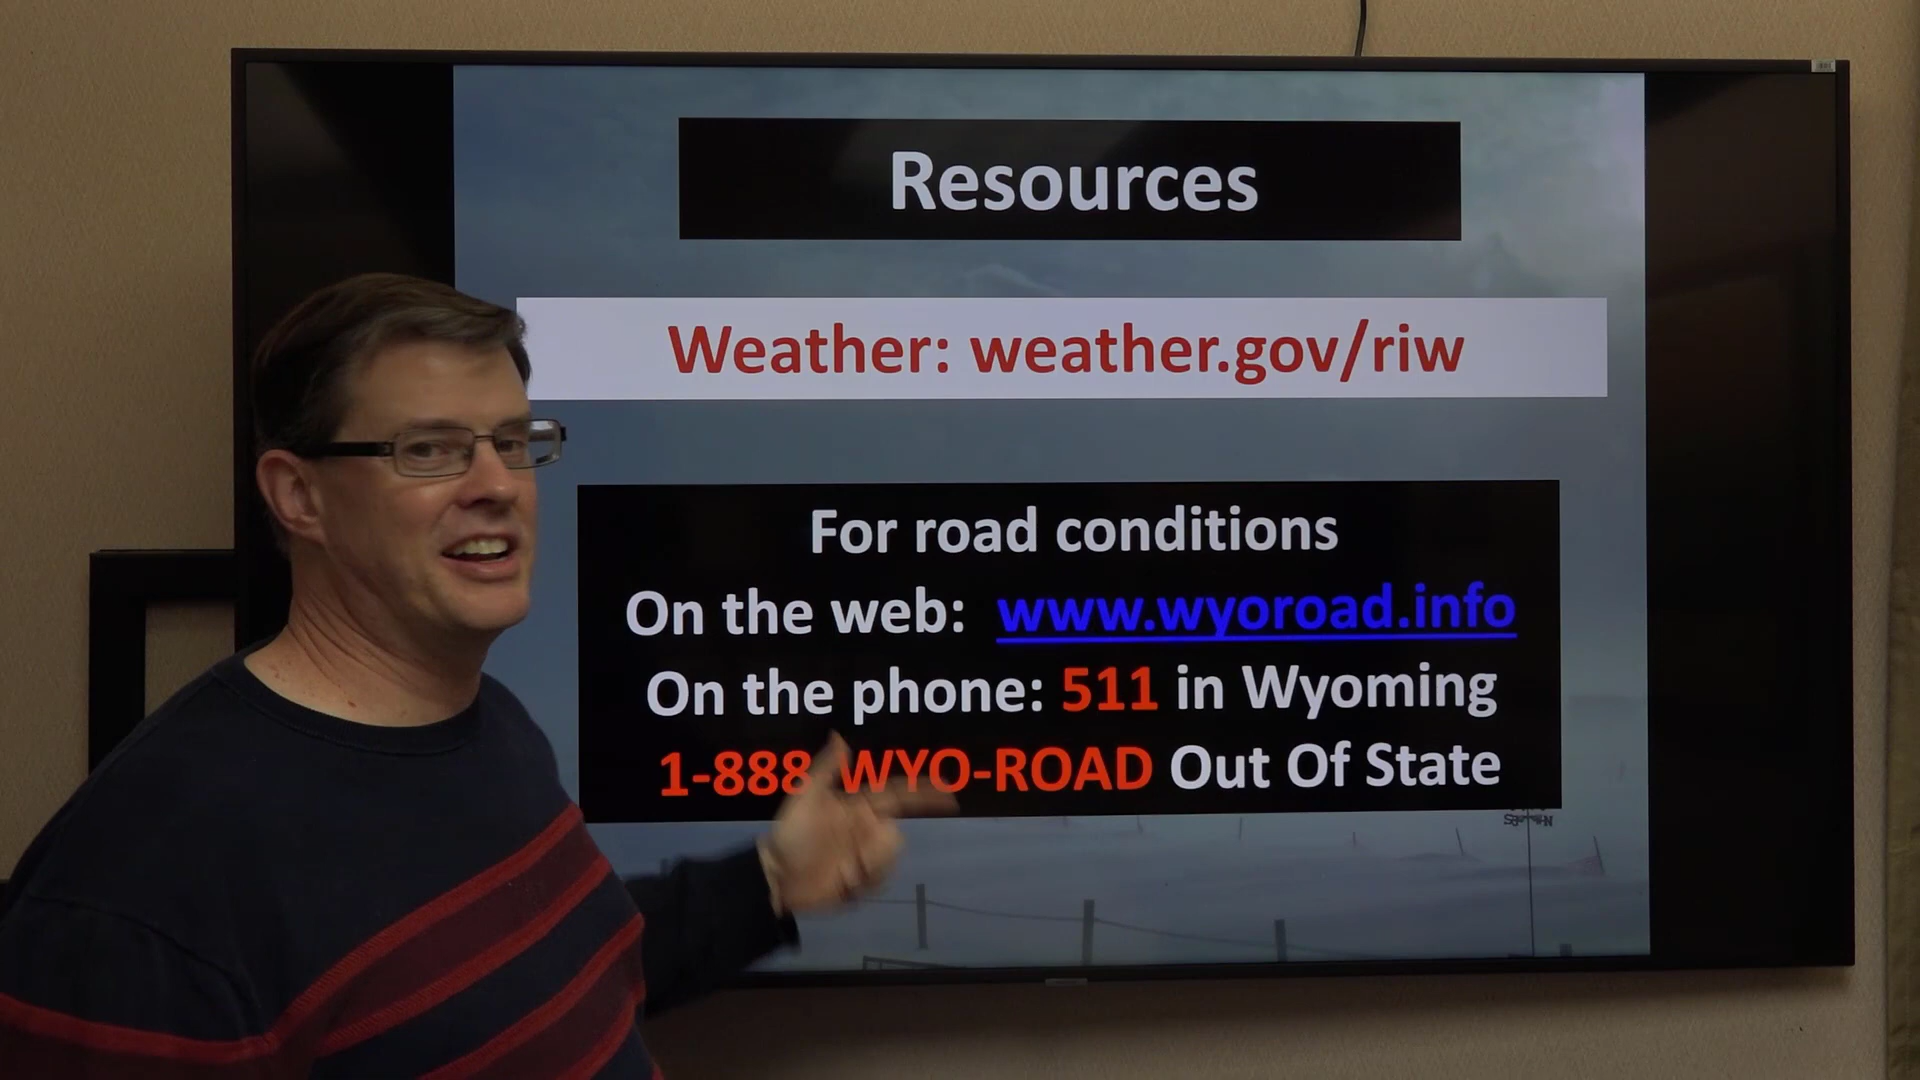 Resources
Weather: weather.gov/riw
For road conditions
On the web: www.wyoroad.info
On the phone: 511 in Wyoming
1-888 WYO-ROAD Out Of State